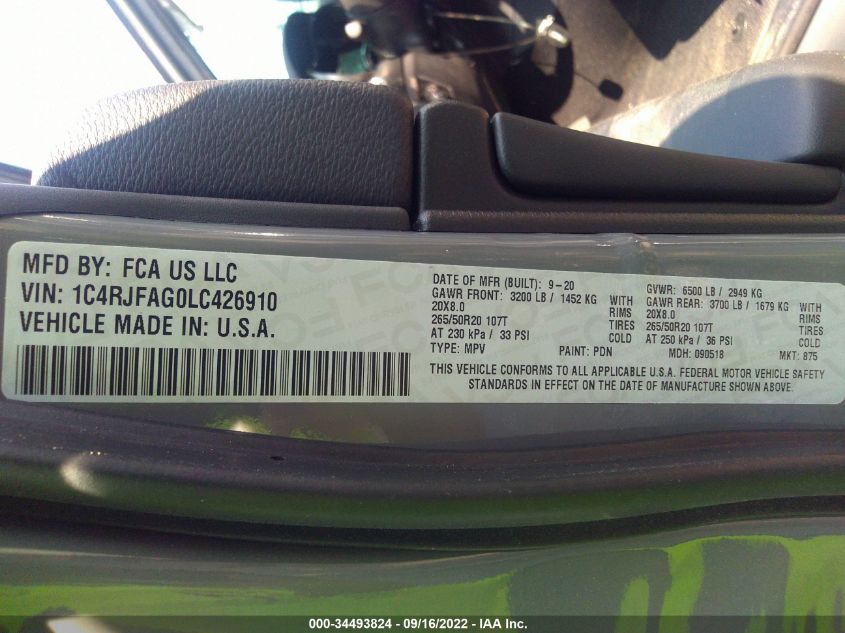 MFD BY: FCA US LLC
VIN: 1C4RJFAG0LC426910
VEHICLE MADE IN: U.S.A.
DATE OF MFR (BUILT): 9-20 GVWR: 6500 LB / 2949 KG
GAWR FRONT: 3200 LB / 1452 KG WITH GAWR REAR: 3700 LB / 1679 KG WITH
20X8.0 RIMS 20X8.0 RIMS
265/50R20 107T TIRES 265/50R20 107T TIRES
AT 230 kPa / 33 PSI COLD AT 250 kPa / 36 PSI COLD
TYPE: MPV PAINT: PDN MDH: 090518 MKT: 875
THIS VEHICLE CONFORMS TO ALL APPLICABLE U.S.A. FEDERAL MOTOR VEHICLE SAFETY
STANDARDS IN EFFECT ON THE DATE OF MANUFACTURE SHOWN ABOVE.
000-34493824 - 09/16/2022 - IAA Inc.